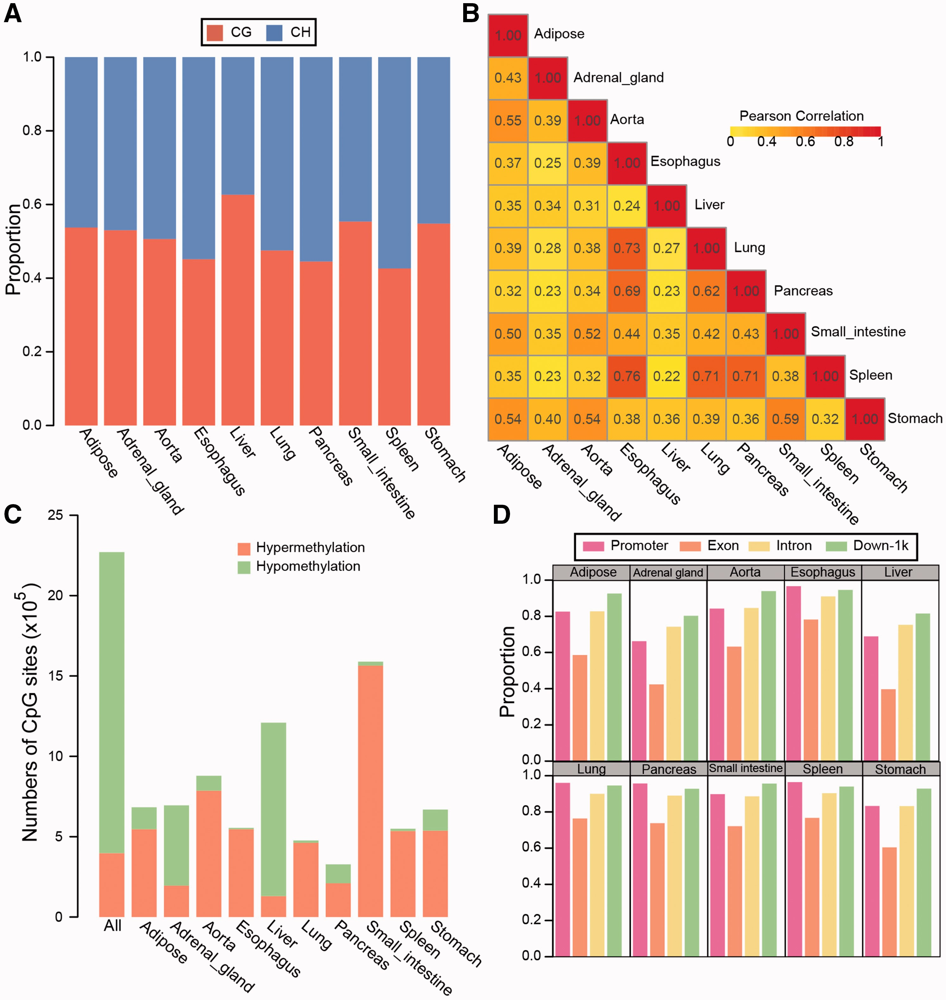 A
CG CH
1.0
0.8
0.6
0.4
0.2
0.0
Proportion
Adipose
Adrenal_gland
Aorta
Esophagus
Liver
Lung
Pancreas
Small_intestine
Spleen
Stomach
B
1.00 Adipose
0.43 1.00 Adrenal_gland
0.55 0.39 1.00 Aorta
0.37 0.25 0.39 1.00 Esophagus
0.35 0.34 0.31 0.24 1.00 Liver
0.39 0.28 0.38 0.73 0.27 1.00 Lung
0.32 0.23 0.34 0.69 0.23 0.62 1.00 Pancreas
0.50 0.35 0.52 0.44 0.35 0.42 0.43 1.00 Small_intestine
0.35 0.23 0.32 0.76 0.22 0.71 0.71 0.38 1.00 Spleen
0.54 0.40 0.54 0.38 0.36 0.39 0.36 0.59 0.32 1.00 Stomach
Pearson Correlation
0 0.4 0.6 0.8 1
Adipose
Adrenal_gland
Aorta
Esophagus
Liver
Lung
Pancreas
Small_intestine
Spleen
Stomach
C
25
20
15
10
5
0
Numbers of CpG sites (x10⁵)
Hypermethylation
Hypomethylation
All
Adipose
Adrenal_gland
Aorta
Esophagus
Liver
Lung
Pancreas
Small_intestine
Spleen
Stomach
D
Promoter Exon Intron Down-1k
Adipose Adrenal gland Aorta Esophagus Liver
1.0
0.8
0.6
0.4
0.2
0.0
Proportion
Lung Pancreas Small intestine Spleen Stomach
1.0
0.8
0.6
0.4
0.2
0.0